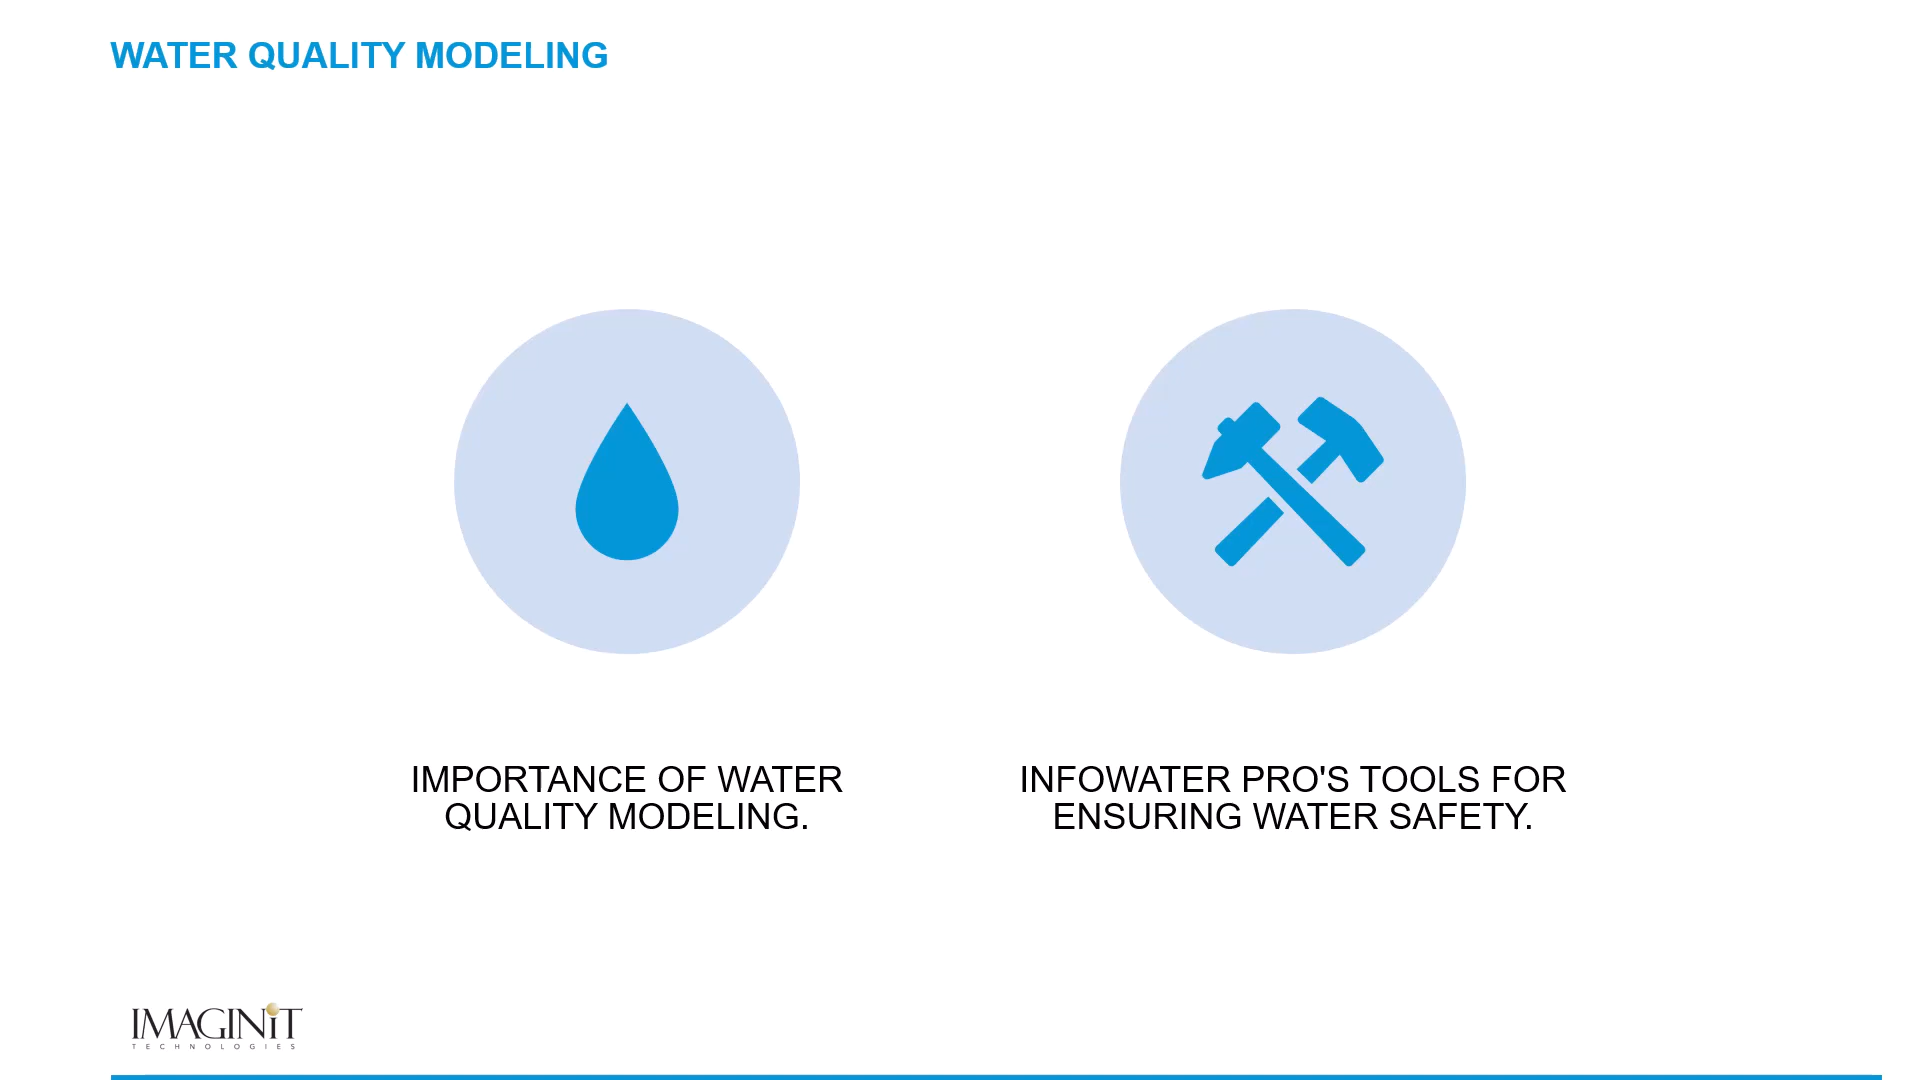 WATER QUALITY MODELING
IMPORTANCE OF WATER
QUALITY MODELING.
INFOWATER PRO'S TOOLS FOR
ENSURING WATER SAFETY.
IMAGINiT
TECHNOLOGIES